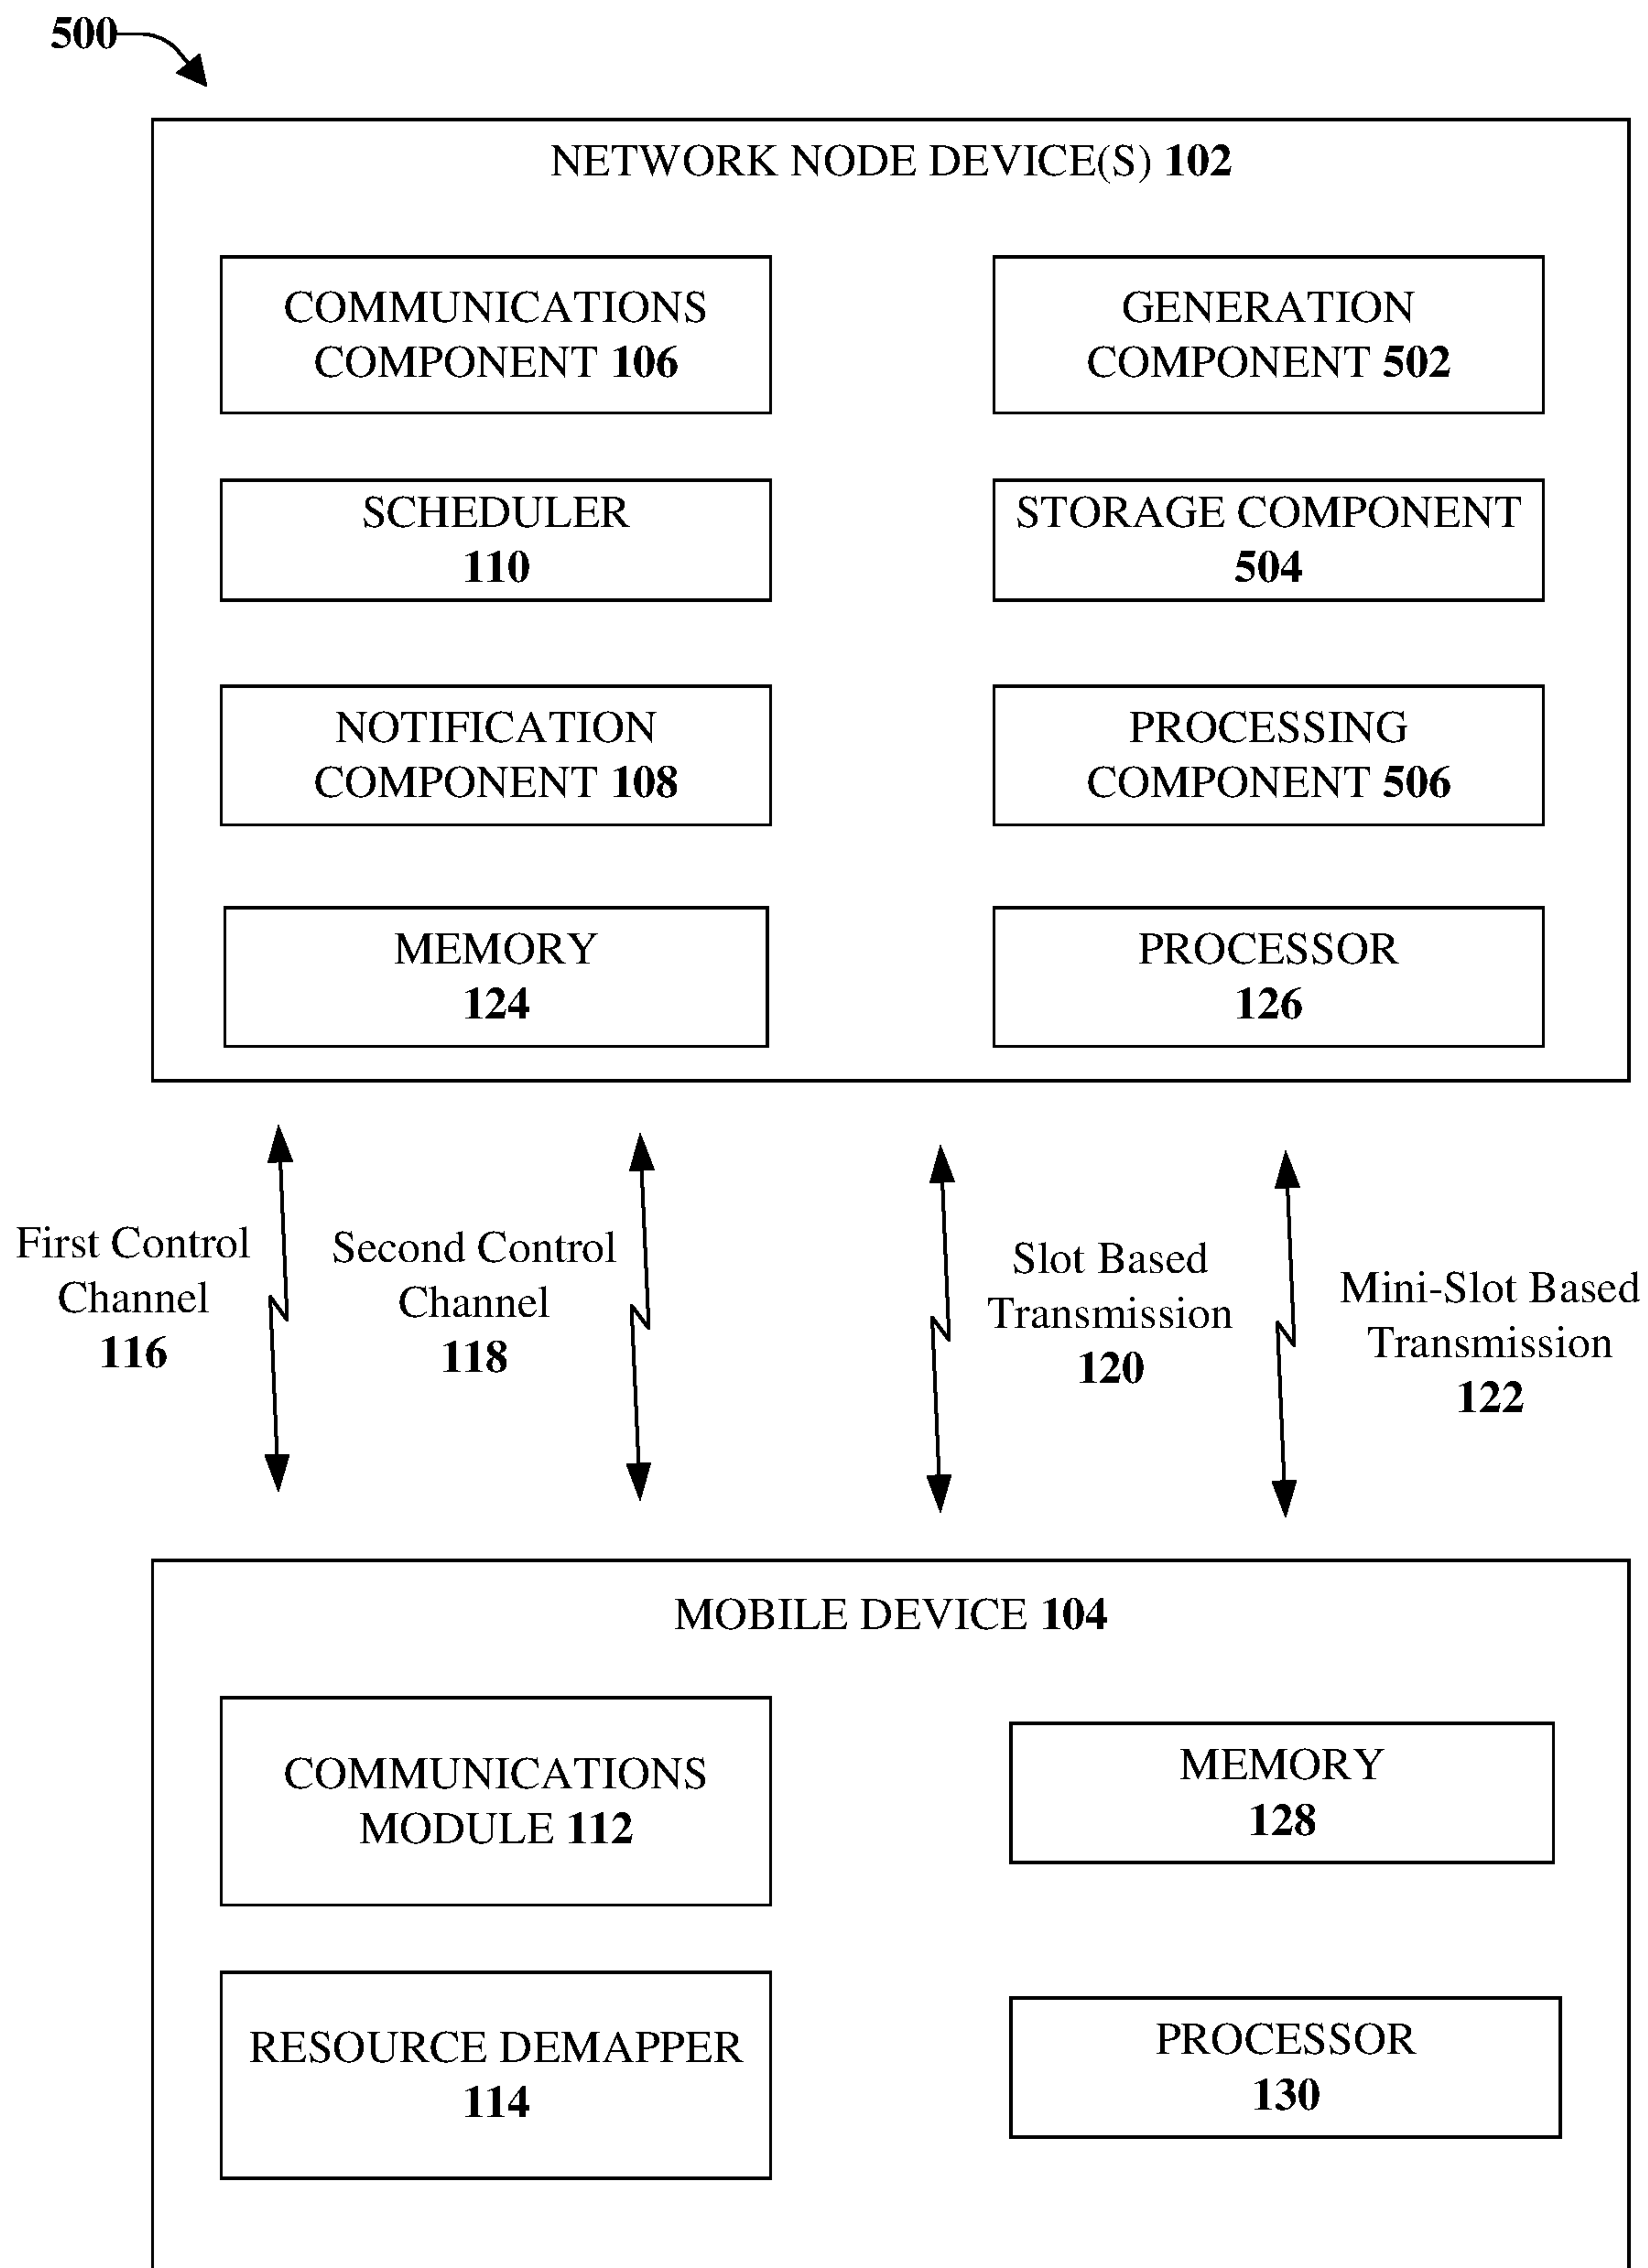 500
NETWORK NODE DEVICE(S) 102
COMMUNICATIONS
COMPONENT 106
GENERATION
COMPONENT 502
SCHEDULER
110
STORAGE COMPONENT
504
NOTIFICATION
COMPONENT 108
PROCESSING
COMPONENT 506
MEMORY
124
PROCESSOR
126
First Control
Channel
116
Second Control
Channel
118
Slot Based
Transmission
120
Mini-Slot Based
Transmission
122
MOBILE DEVICE 104
COMMUNICATIONS
MODULE 112
MEMORY
128
RESOURCE DEMAPPER
114
PROCESSOR
130